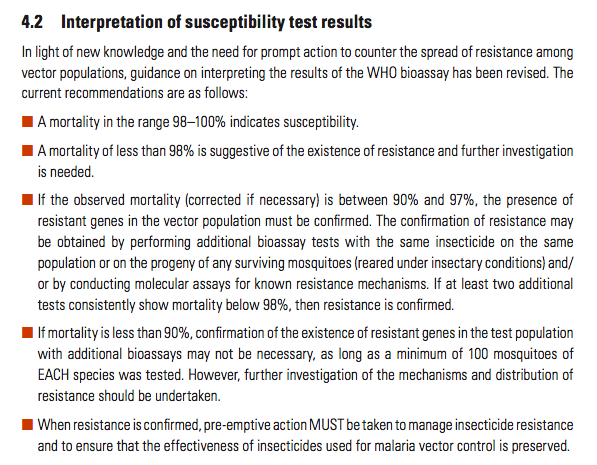 4.2 Interpretation of susceptibility test results
In light of new knowledge and the need for prompt action to counter the spread of resistance among
vector populations, guidance on interpreting the results of the WHO bioassay has been revised. The
current recommendations are as follows:
■ A mortality in the range 98–100% indicates susceptibility.
■ A mortality of less than 98% is suggestive of the existence of resistance and further investigation
is needed.
■ If the observed mortality (corrected if necessary) is between 90% and 97%, the presence of
resistant genes in the vector population must be confirmed. The confirmation of resistance may
be obtained by performing additional bioassay tests with the same insecticide on the same
population or on the progeny of any surviving mosquitoes (reared under insectary conditions) and/
or by conducting molecular assays for known resistance mechanisms. If at least two additional
tests consistently show mortality below 98%, then resistance is confirmed.
■ If mortality is less than 90%, confirmation of the existence of resistant genes in the test population
with additional bioassays may not be necessary, as long as a minimum of 100 mosquitoes of
EACH species was tested. However, further investigation of the mechanisms and distribution of
resistance should be undertaken.
■ When resistance is confirmed, pre-emptive action MUST be taken to manage insecticide resistance
and to ensure that the effectiveness of insecticides used for malaria vector control is preserved.